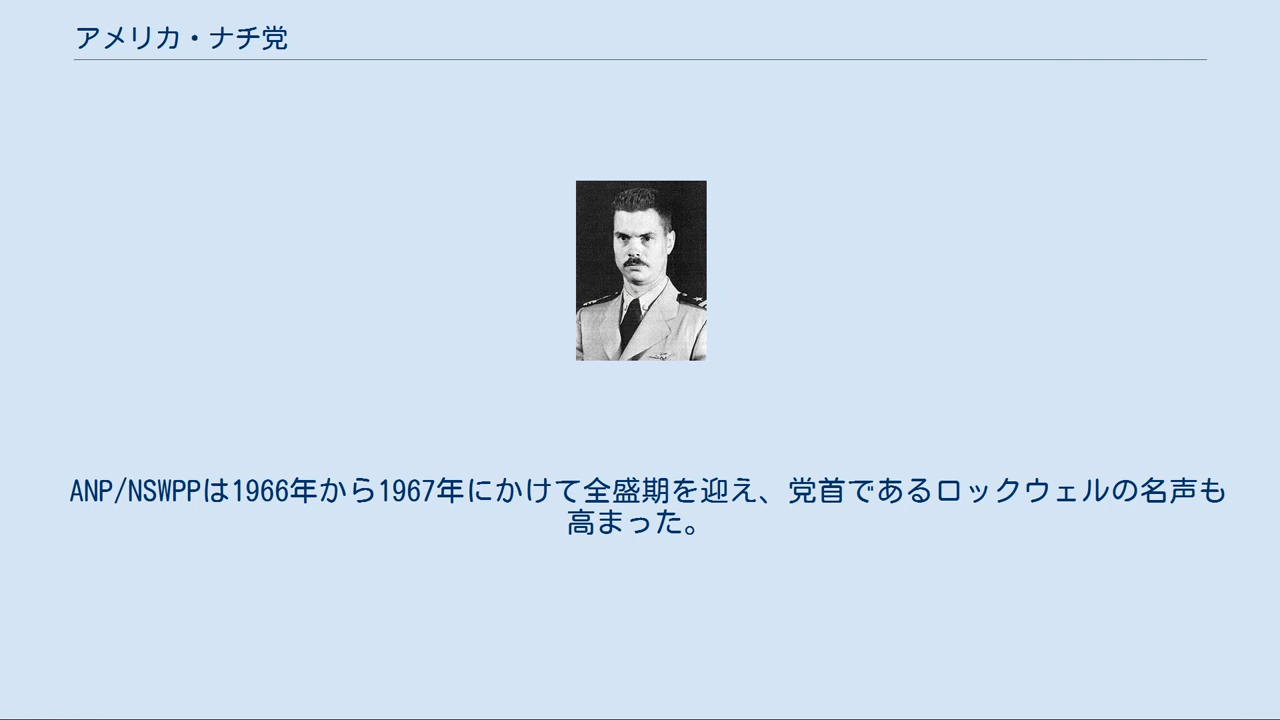 アメリカ・ナチ党
ANP/NSWPPは1966年から1967年にかけて全盛期を迎え、党首であるロックウェルの名声も
高まった。